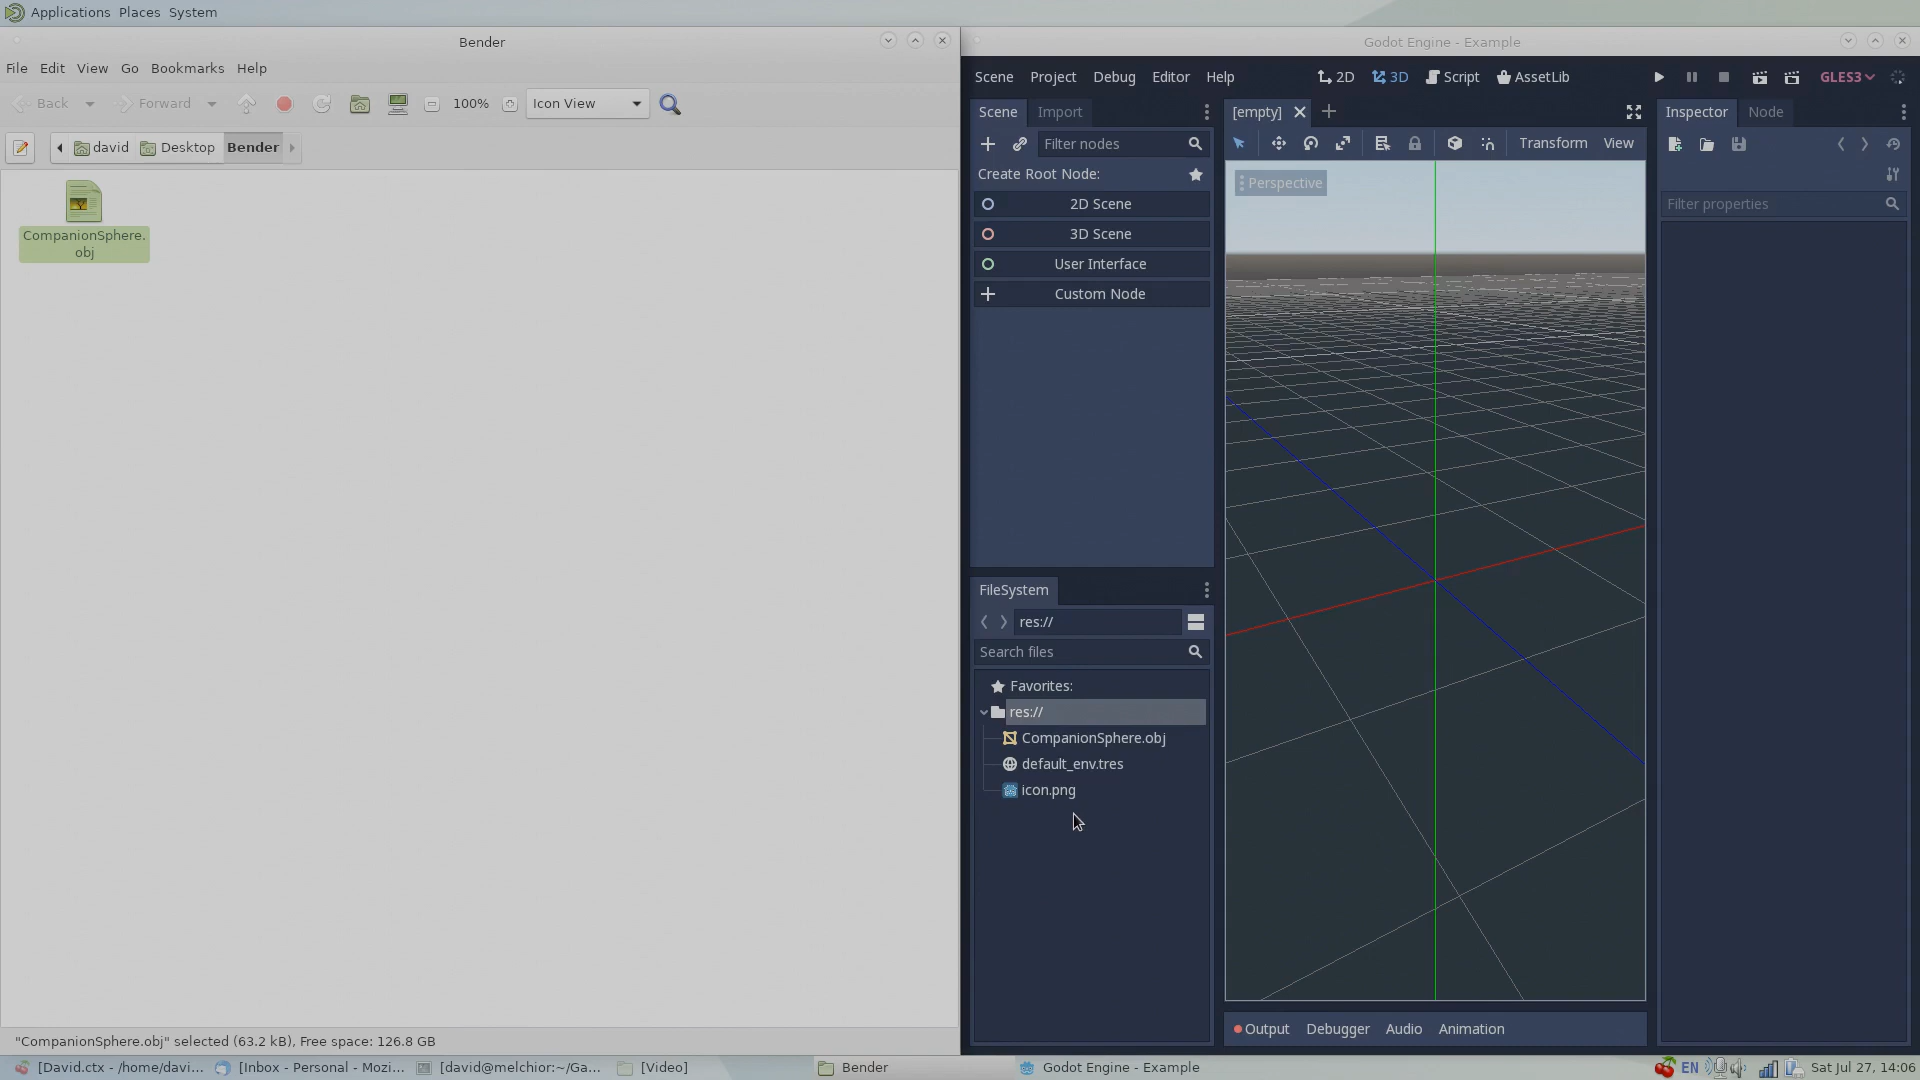 Applications Places System
Bender
File Edit View Go Bookmarks Help
Back Forward 100% Icon View
david Desktop Bender
CompanionSphere.
obj
"CompanionSphere.obj" selected (63.2 kB), Free space: 126.8 GB
Godot Engine - Example
Scene Project Debug Editor Help 2D 3D Script AssetLib GLES3
Scene Import
Filter nodes
Create Root Node:
2D Scene
3D Scene
User Interface
Custom Node
FileSystem
res://
Search files
Favorites:
res://
CompanionSphere.obj
default_env.tres
icon.png
[empty]
Transform View
Perspective
Output Debugger Audio Animation
Inspector Node
Filter properties
[David.ctx - /home/davi... [Inbox - Personal - Mozi... [david@melchior:~/Ga... [Video] Bender Godot Engine - Example EN Sat Jul 27, 14:06